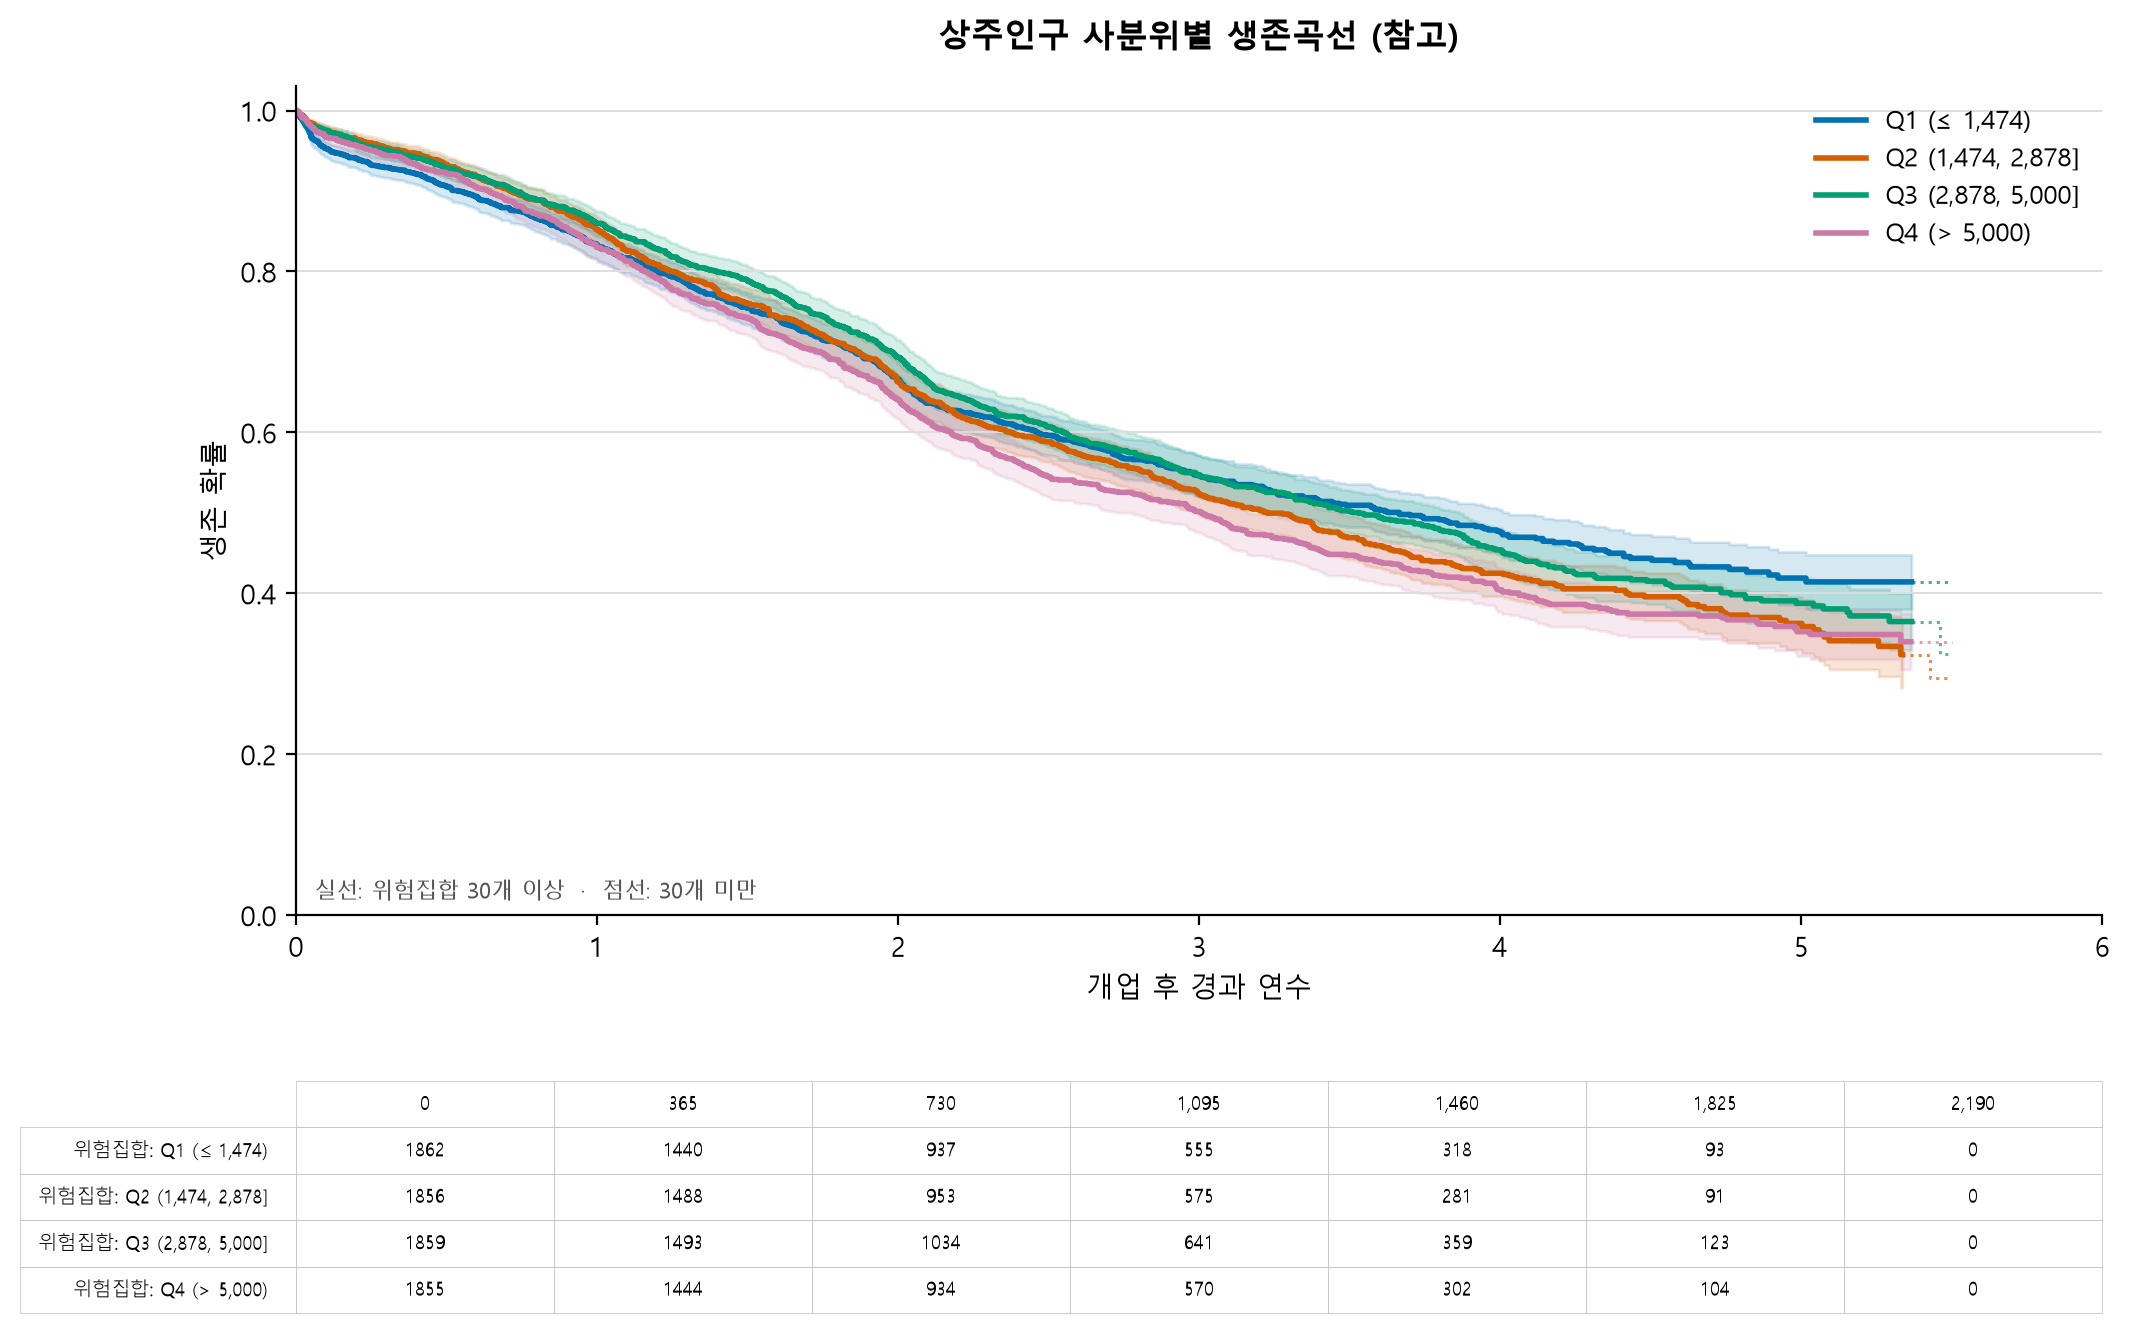 상주인구 사분위별 생존곡선 (참고)
Q1 (≤ 1,474)
Q2 (1,474, 2,878]
Q3 (2,878, 5,000]
Q4 (> 5,000)
생존 확률
1.0
0.8
0.6
0.4
0.2
0.0
실선: 위험집합 30개 이상 · 점선: 30개 미만
0 1 2 3 4 5 6
개업 후 경과 연수
0 365 730 1,095 1,460 1,825 2,190
위험집합: Q1 (≤ 1,474) 1862 1440 937 555 318 93 0
위험집합: Q2 (1,474, 2,878] 1856 1488 953 575 281 91 0
위험집합: Q3 (2,878, 5,000] 1859 1493 1034 641 359 123 0
위험집합: Q4 (> 5,000) 1855 1444 934 570 302 104 0